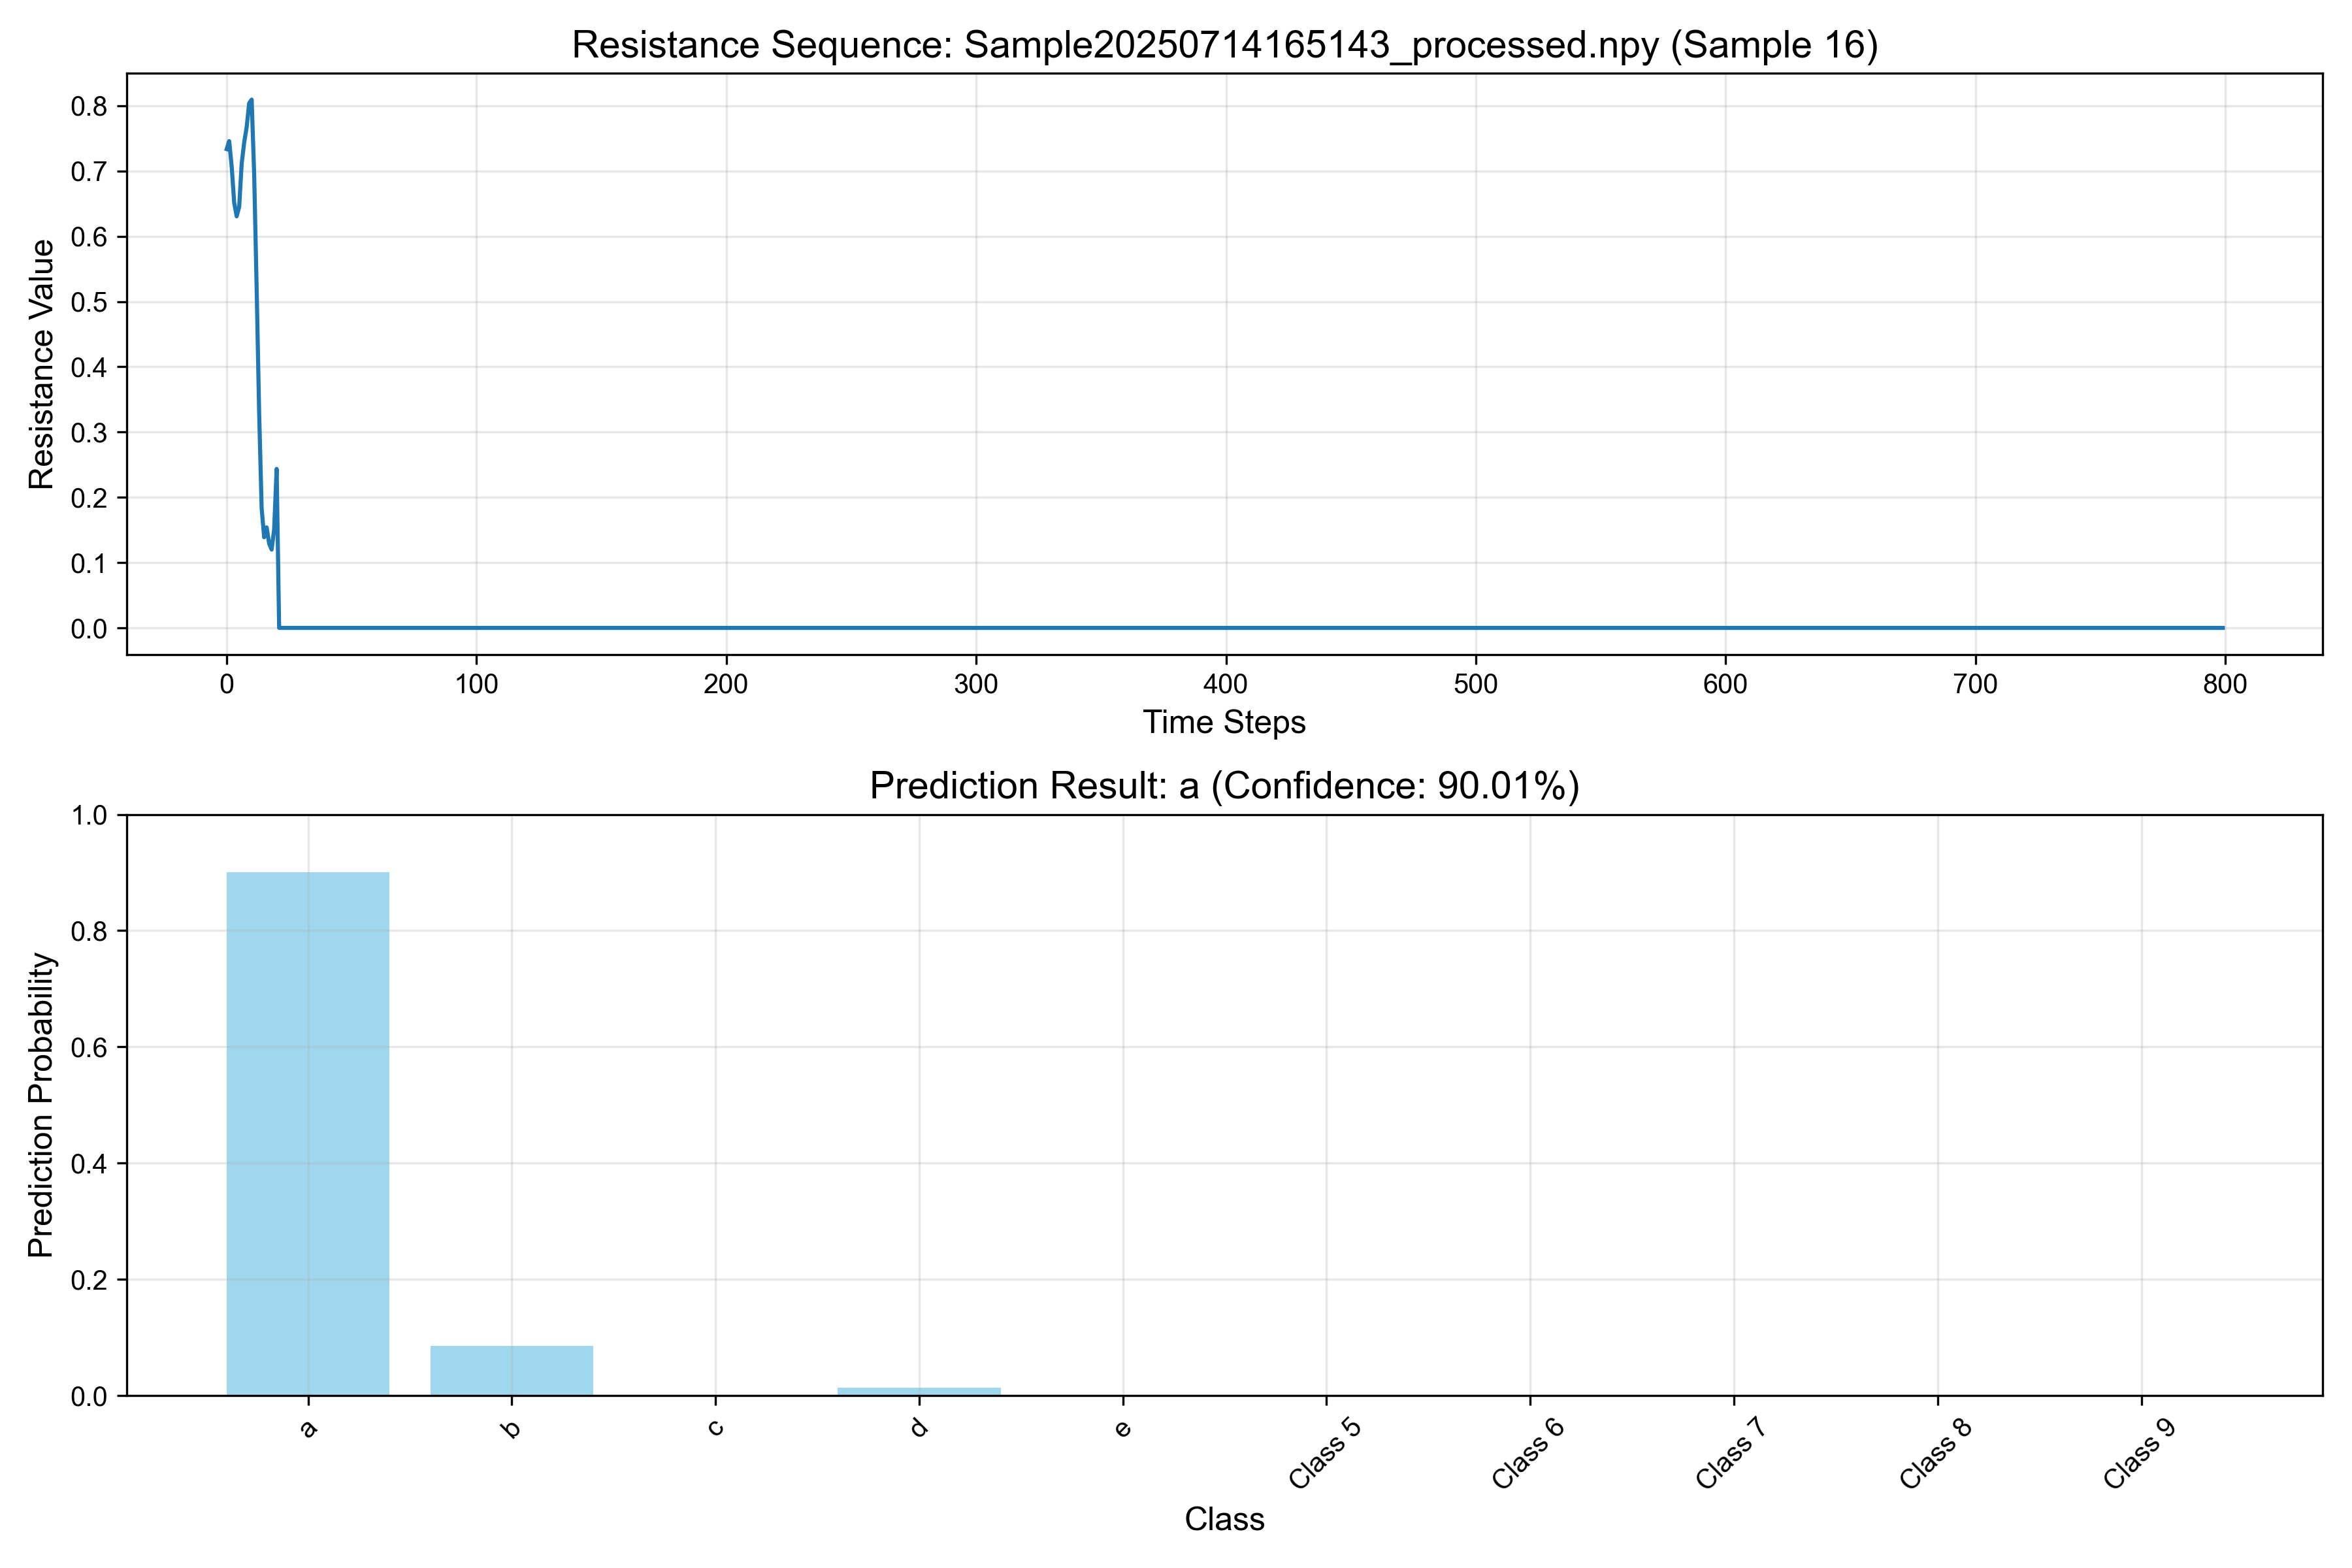 Resistance Sequence: Sample20250714165143_processed.npy (Sample 16)
Resistance Value
0.8
0.7
0.6
0.5
0.4
0.3
0.2
0.1
0.0
0 100 200 300 400 500 600 700 800
Time Steps
Prediction Result: a (Confidence: 90.01%)
Prediction Probability
1.0
0.8
0.6
0.4
0.2
0.0
a b c d e Class 5 Class 6 Class 7 Class 8 Class 9
Class